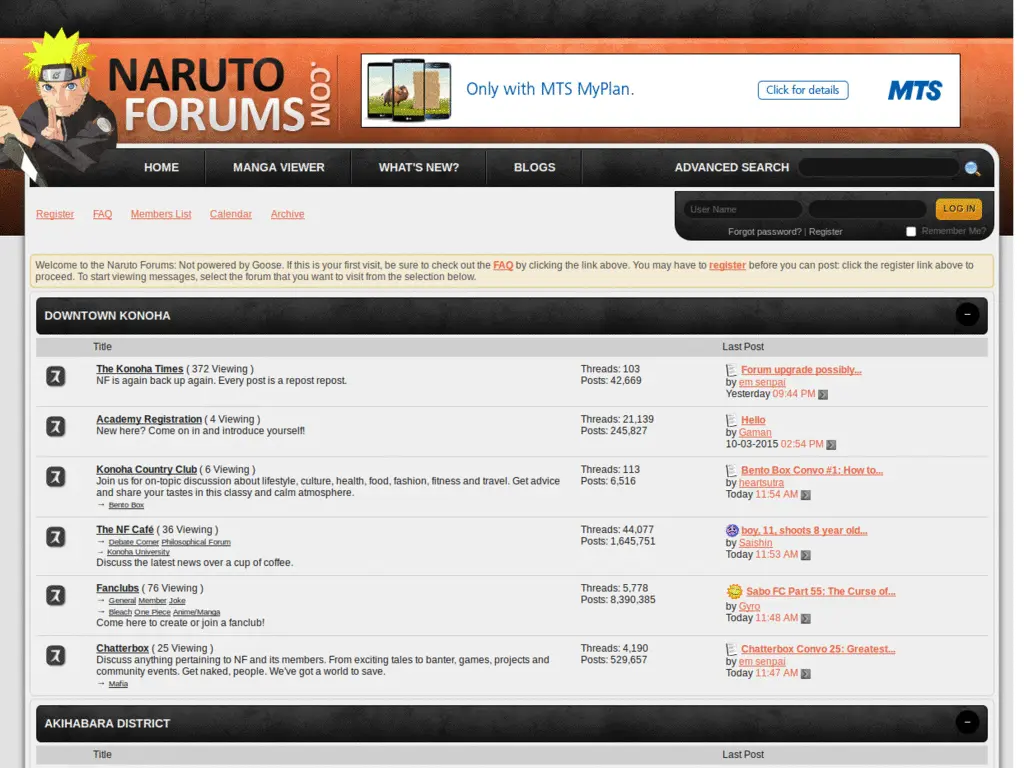 NARUTO
FORUMS
.COM
Only with MTS MyPlan.
Click for details
MTS
HOME
MANGA VIEWER
WHAT'S NEW?
BLOGS
ADVANCED SEARCH
Register
FAQ
Members List
Calendar
Archive
User Name
LOG IN
Forgot password? | Register
Remember Me?
Welcome to the Naruto Forums: Not powered by Goose. If this is your first visit, be sure to check out the FAQ by clicking the link above. You may have to register before you can post: click the register link above to
proceed. To start viewing messages, select the forum that you want to visit from the selection below.
DOWNTOWN KONOHA
Title
Last Post
ス
The Konoha Times ( 372 Viewing )
NF is again back up again. Every post is a repost repost.
Threads: 103
Posts: 42,669
Forum upgrade possibly...
by em senpai
Yesterday 09:44 PM
ス
Academy Registration ( 4 Viewing )
New here? Come on in and introduce yourself!
Threads: 21,139
Posts: 245,827
Hello
by Gaman
10-03-2015 02:54 PM
ス
Konoha Country Club ( 6 Viewing )
Join us for on-topic discussion about lifestyle, culture, health, food, fashion, fitness and travel. Get advice
and share your tastes in this classy and calm atmosphere.
→ Bento Box
Threads: 113
Posts: 6,516
Bento Box Convo #1: How to...
by heartsutra
Today 11:54 AM
ス
The NF Café ( 36 Viewing )
→ Debate Corner Philosophical Forum
→ Konoha University
Discuss the latest news over a cup of coffee.
Threads: 44,077
Posts: 1,645,751
boy, 11, shoots 8 year old...
by Saishin
Today 11:53 AM
ス
Fanclubs ( 76 Viewing )
→ General Member Joke
→ Bleach One Piece Anime/Manga
Come here to create or join a fanclub!
Threads: 5,778
Posts: 8,390,385
Sabo FC Part 55: The Curse of...
by Gyro
Today 11:48 AM
ス
Chatterbox ( 25 Viewing )
Discuss anything pertaining to NF and its members. From exciting tales to banter, games, projects and
community events. Get naked, people. We've got a world to save.
→ Mafia
Threads: 4,190
Posts: 529,657
Chatterbox Convo 25: Greatest...
by em senpai
Today 11:47 AM
AKIHABARA DISTRICT
Title
Last Post